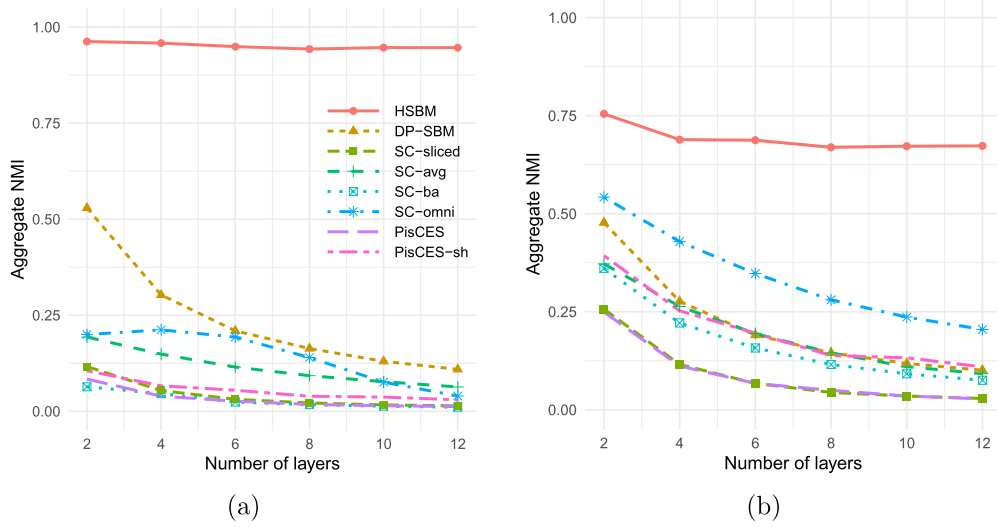 1.00
0.75
0.50
0.25
0.00
Aggregate NMI
2 4 6 8 10 12
Number of layers
HSBM
DP−SBM
SC−sliced
SC−avg
SC−ba
SC−omni
PisCES
PisCES−sh
(a)
1.00
0.75
0.50
0.25
0.00
Aggregate NMI
2 4 6 8 10 12
Number of layers
(b)